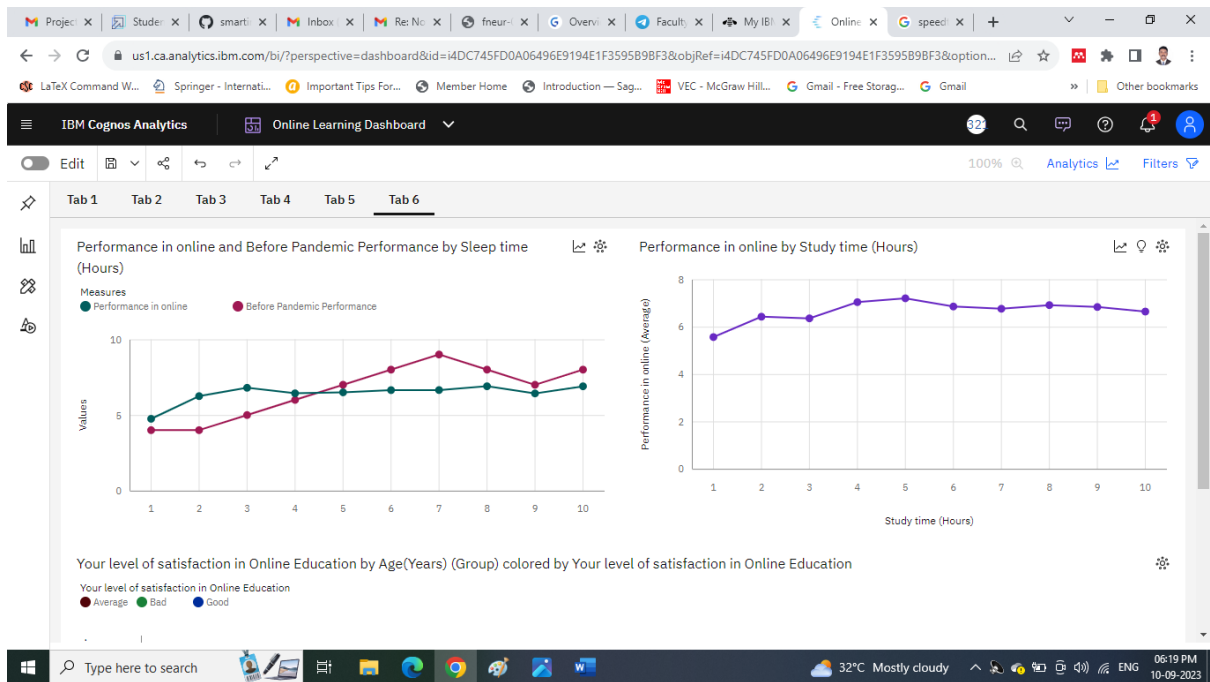 Project
Studen
smarti
Inbox (
Re: No
fneur-
Overvi
Faculty
My IBM
Online
speedt
us1.ca.analytics.ibm.com/bi/?perspective=dashboard&id=i4DC745FD0A06496E9194E1F3595B9BF3&objRef=i4DC745FD0A06496E9194E1F3595B9BF3&option...
LaTeX Command W... Springer - Internati... Important Tips For... Member Home Introduction — Sag... VEC - McGraw Hill... Gmail - Free Storag... Gmail » Other bookmarks
IBM Cognos Analytics Online Learning Dashboard 321 1
Edit 100% Analytics Filters
Tab 1 Tab 2 Tab 3 Tab 4 Tab 5 Tab 6
Performance in online and Before Pandemic Performance by Sleep time
(Hours)
Measures
Performance in online Before Pandemic Performance
10
5
0
Values
1 2 3 4 5 6 7 8 9 10
Performance in online by Study time (Hours)
8
6
4
2
0
Performance in online (Average)
1 2 3 4 5 6 7 8 9 10
Study time (Hours)
Your level of satisfaction in Online Education by Age(Years) (Group) colored by Your level of satisfaction in Online Education
Your level of satisfaction in Online Education
Average Bad Good
Type here to search 32°C Mostly cloudy ENG 06:19 PM
10-09-2023